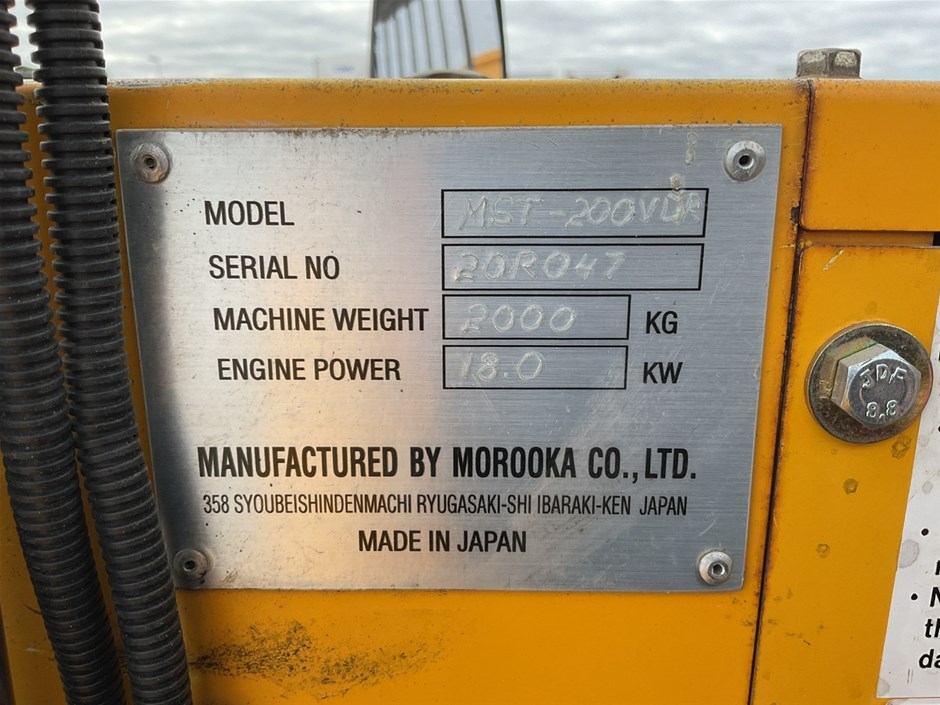 MODEL MST-200VDR
SERIAL NO 20R047
MACHINE WEIGHT 2000 KG
ENGINE POWER 18.0 KW
MANUFACTURED BY MOROOKA CO., LTD.
358 SYOUBEISHINDENMACHI RYUGASAKI-SHI IBARAKI-KEN JAPAN
MADE IN JAPAN
JDF
8.8